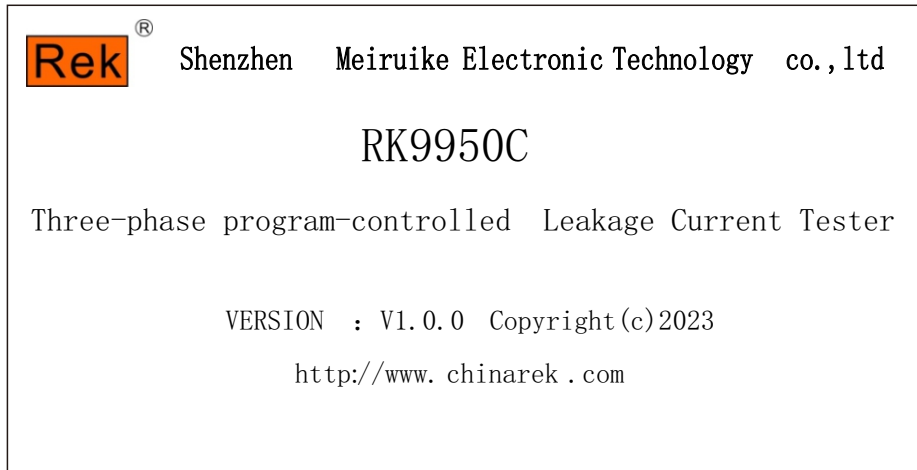 Rek ®
Shenzhen Meiruike Electronic Technology co.,ltd
RK9950C
Three-phase program-controlled Leakage Current Tester
VERSION : V1.0.0 Copyright(c)2023
http://www. chinarek .com